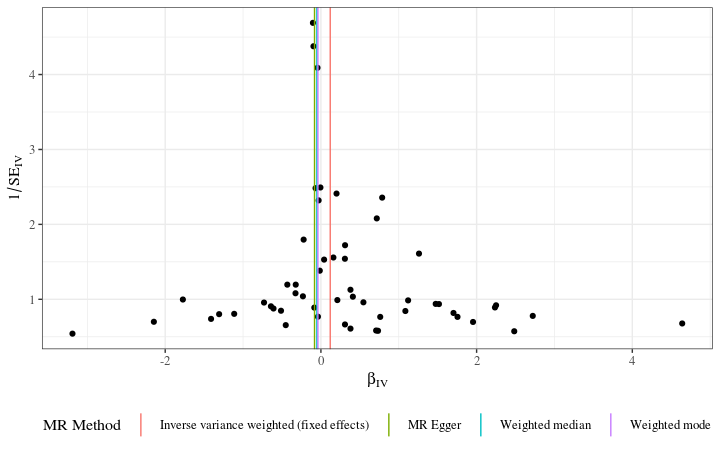 4
3
2
1
1/SE_IV
-2 0 2 4
β_IV
MR Method Inverse variance weighted (fixed effects) MR Egger Weighted median Weighted mode